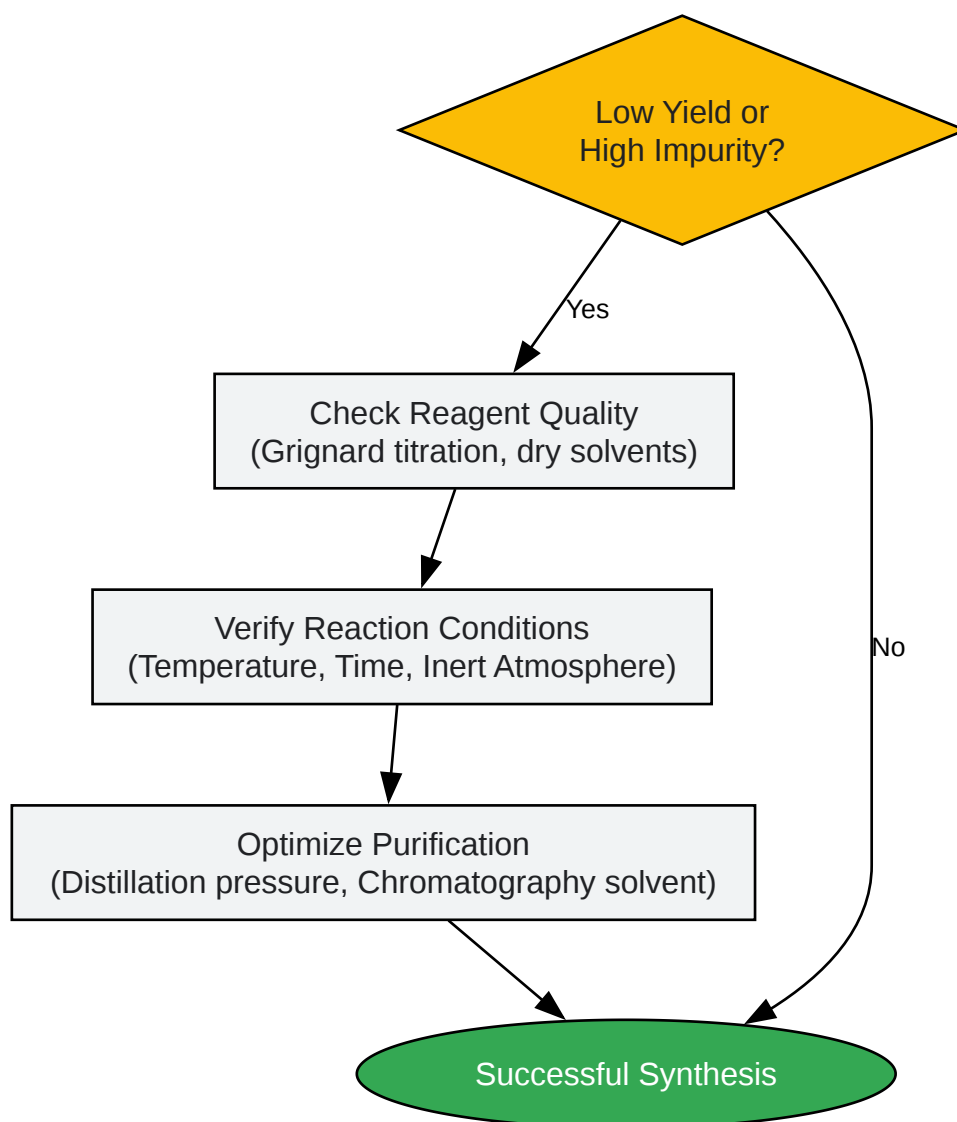 Low Yield or
High Impurity?
Yes
Check Reagent Quality
(Grignard titration, dry solvents)
Verify Reaction Conditions
(Temperature, Time, Inert Atmosphere)
No
Optimize Purification
(Distillation pressure, Chromatography solvent)
Successful Synthesis